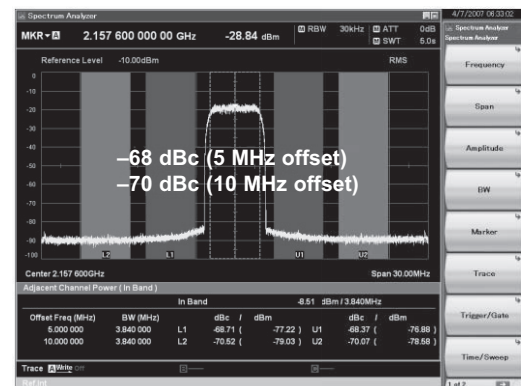 Spectrum Analyzer
4/7/2007 06:33:02
MKR▾A 2.157 600 000 00 GHz -28.84 dBm
M RBW 30kHz M ATT 0dB
M SWT 5.0s
Spectrum Analyzer
Spectrum Analyzer
Reference Level -10.00dBm RMS
0
-10
-20
-30
-40
-50
-60
-70
-80
-90
-100
–68 dBc (5 MHz offset)
–70 dBc (10 MHz offset)
L2 L1 U1 U2
Center 2.157 600GHz Span 30.00MHz
Adjacent Channel Power ( In Band )
In Band -8.51 dBm / 3.840MHz
Offset Freq (MHz) BW (MHz) dBc / dBm dBc / dBm
5.000 000 3.840 000 L1 -68.71 ( -77.22 ) U1 -68.37 ( -76.88 )
10.000 000 3.840 000 L2 -70.52 ( -79.03 ) U2 -70.07 ( -78.58 )
Trace A Write Off
Ref.Int
Frequency
Span
Amplitude
BW
Marker
Trace
Trigger/Gate
Time/Sweep
1 of 2